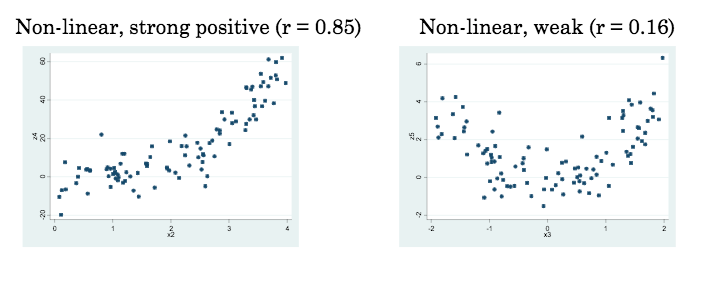 Non-linear, strong positive (r = 0.85)
Non-linear, weak (r = 0.16)
60
40
20
0
-20
z4
0 1 2 3 4
x2
6
4
2
0
-2
z5
-2 -1 0 1 2
x3